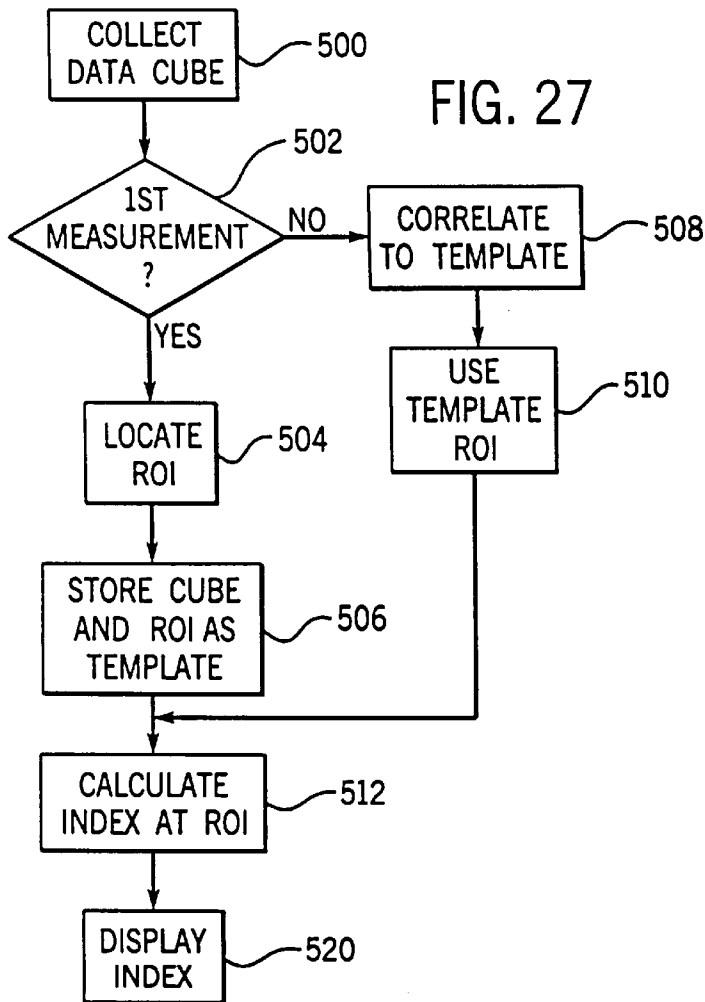 COLLECT
DATA CUBE
500
FIG. 27
502
1ST
MEASUREMENT
?
NO
CORRELATE
TO TEMPLATE
508
YES
USE
TEMPLATE
ROI
510
LOCATE
ROI
504
STORE CUBE
AND ROI AS
TEMPLATE
506
CALCULATE
INDEX AT ROI
512
DISPLAY
INDEX
520